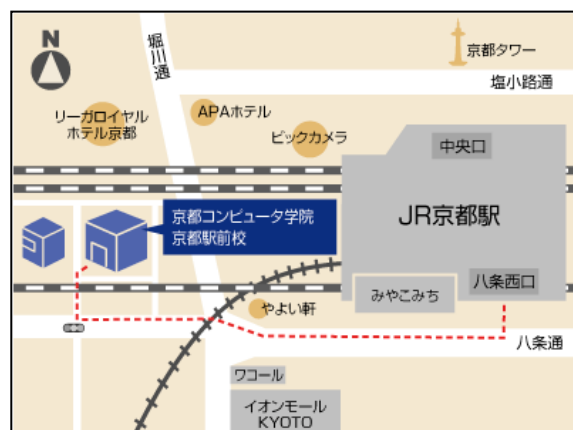 N
堀川通
京都タワー
塩小路通
リーガロイヤル
ホテル京都
APAホテル
ビックカメラ
中央口
JR京都駅
京都コンピュータ学院
京都駅前校
八条西口
みやこみち
やよい軒
八条通
ワコール
イオンモール
KYOTO